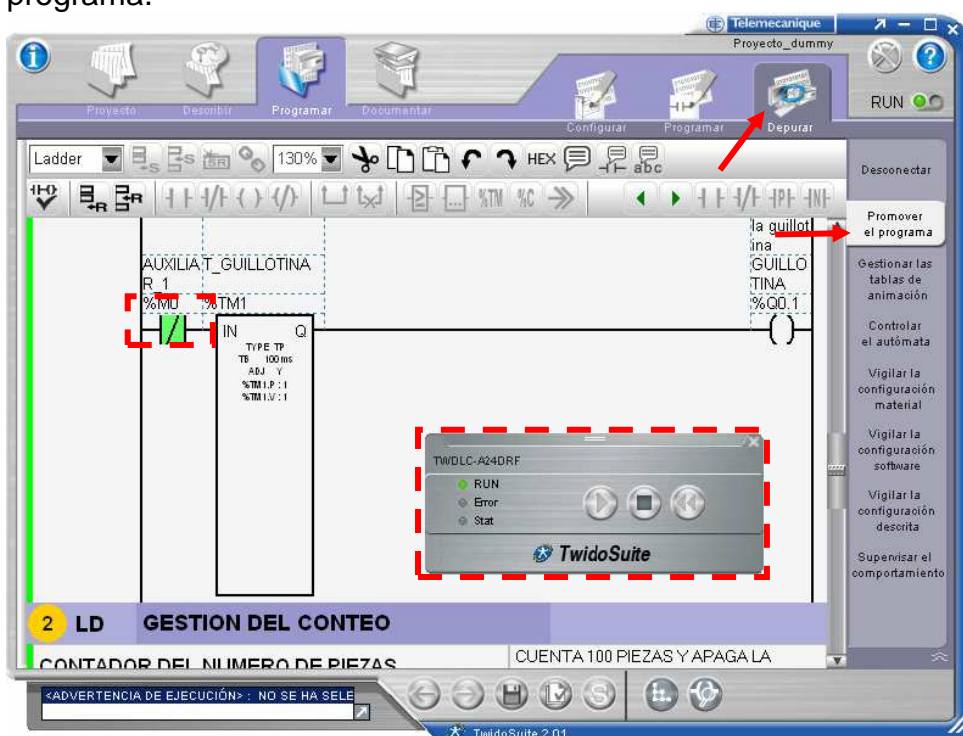 programa.
Telemecanique
Proyecto_dummy
Proyecto
Describir
Programar
Documentar
Configurar
Programar
Depurar
RUN
Ladder
130%
HEX
abc
%TM
%C
Desconectar
Promover
el programa
Gestionar las
tablas de
animación
Controlar
el autómata
Vigilar la
configuración
material
Vigilar la
configuración
software
Vigilar la
configuración
descrita
Supervisar el
comportamiento
la guillot
ina
AUXILIA T_GUILLOTINA
R_1
GUILLO
TINA
%M0 %TM1
%Q0.1
IN Q
TYPE TP
TB 100 ms
ADJ Y
%TM1.P : 1
%TM1.V : 1
TWDLC-A24DRF
RUN
Error
Stat
TwidoSuite
2 LD GESTION DEL CONTEO
CONTADOR DEL NUMERO DE PIEZAS
CUENTA 100 PIEZAS Y APAGA LA
<ADVERTENCIA DE EJECUCIÓN> : NO SE HA SELE
TwidoSuite 2.01